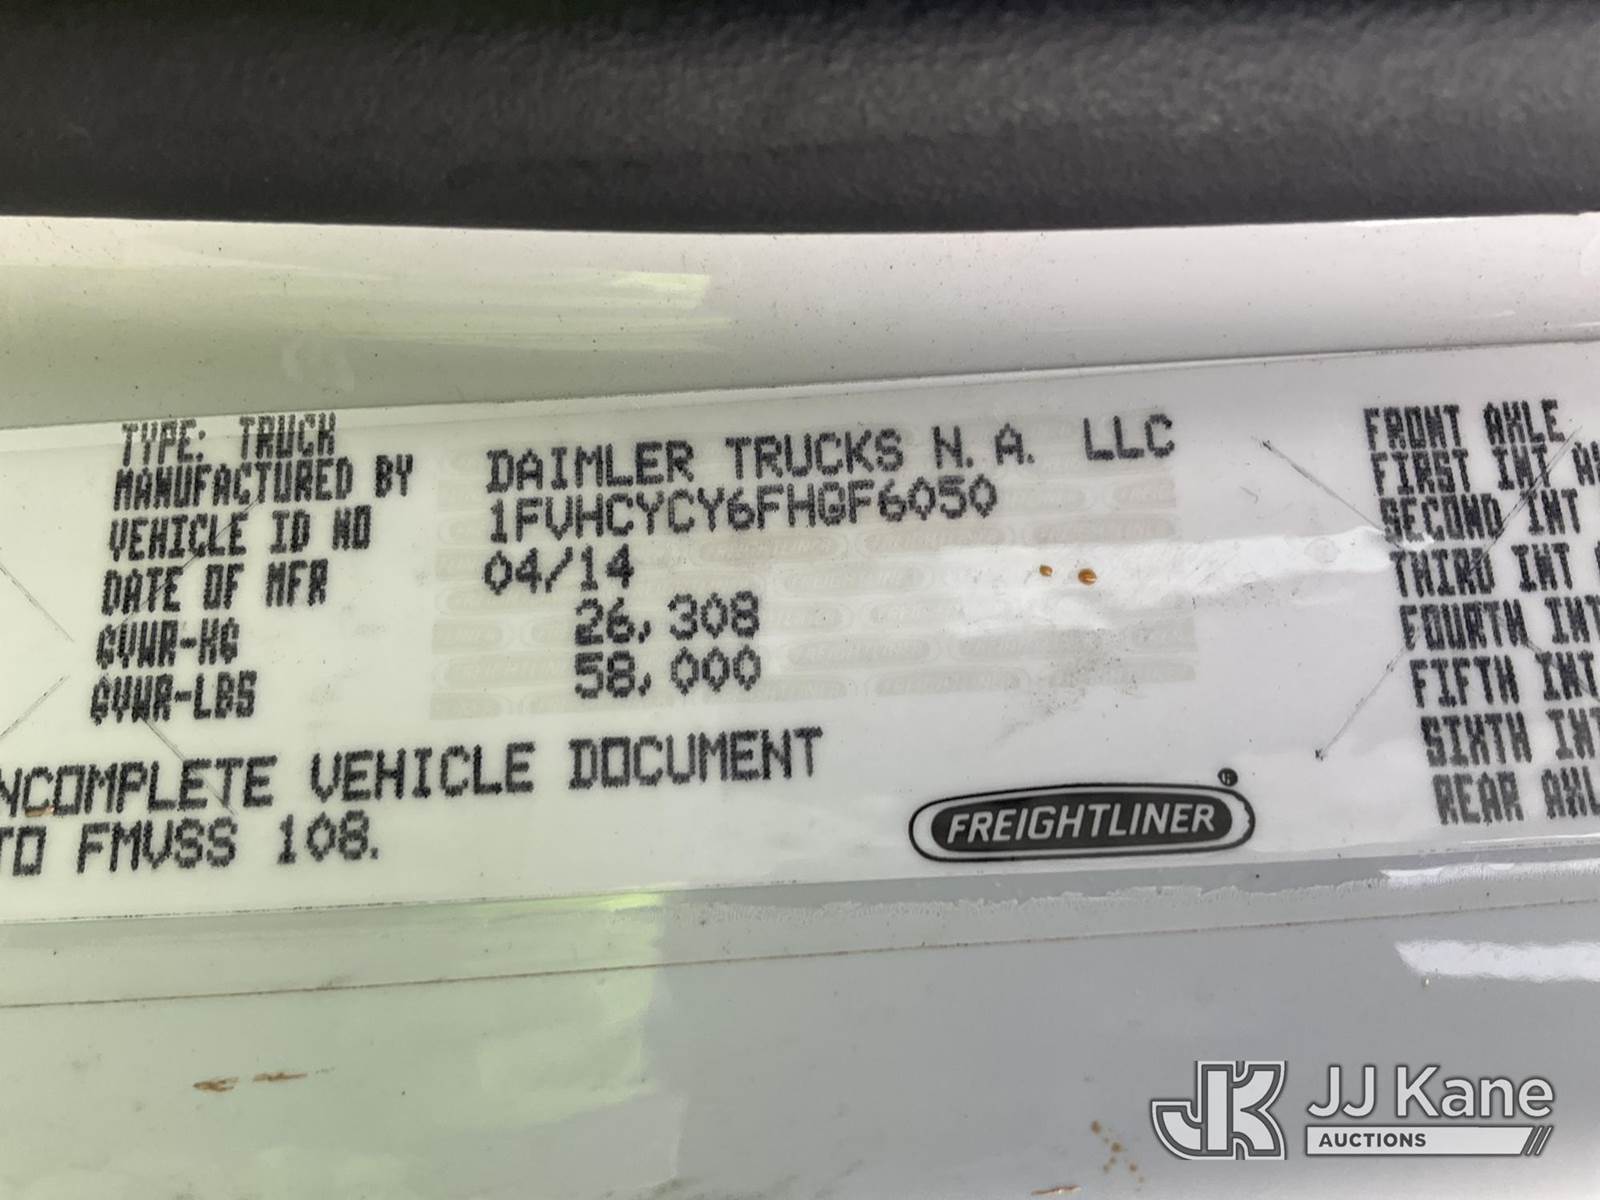 TYPE: TRUCK
MANUFACTURED BY DAIMLER TRUCKS N.A. LLC
VEHICLE ID NO 1FVHCYCY6FHGF6050
DATE OF MFR 04/14
GVWR-KG 26,308
GVWR-LBS 58,000
NCOMPLETE VEHICLE DOCUMENT
TO FMVSS 108.
FREIGHTLINER
FRONT AXLE
FIRST INT A
SECOND INT
THIRD INT
FOURTH INT
FIFTH INT
SIXTH INT
REAR AXL
JK JJ Kane
AUCTIONS